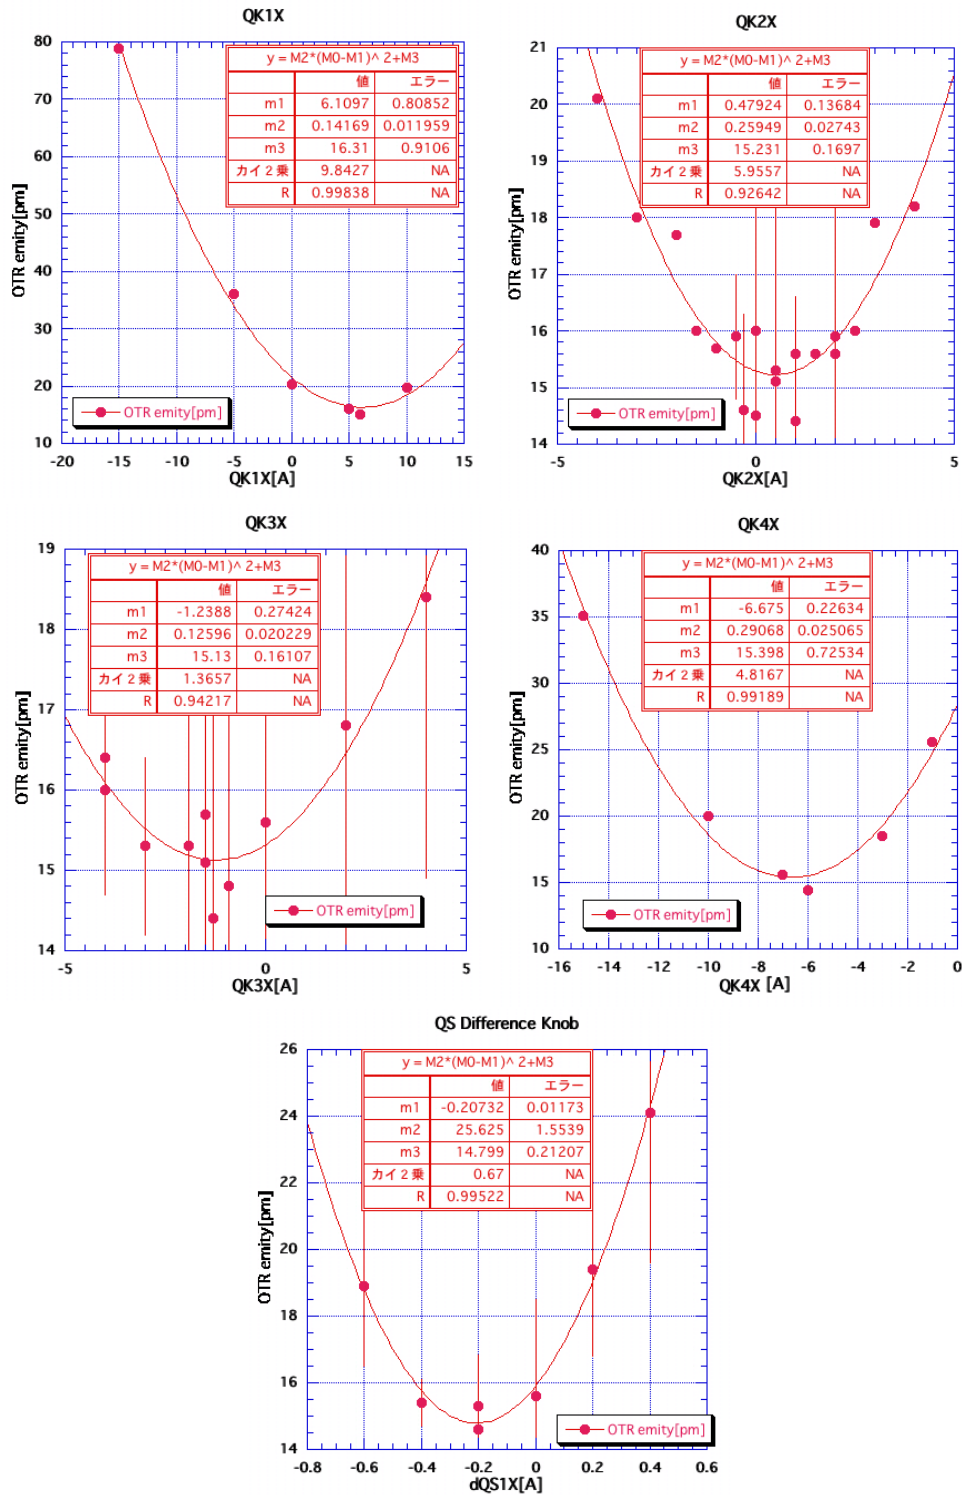 QK1X
OTR emity[pm]
80
70
60
50
40
30
20
10
y = M2*(M0-M1)^ 2+M3
値 エラー
m1 6.1097 0.80852
m2 0.14169 0.011959
m3 16.31 0.9106
カイ2乗 9.8427 NA
R 0.99838 NA
OTR emity[pm]
-20 -15 -10 -5 0 5 10 15
QK1X[A]
QK2X
OTR emity[pm]
21
20
19
18
17
16
15
14
y = M2*(M0-M1)^ 2+M3
値 エラー
m1 0.47924 0.13684
m2 0.25949 0.02743
m3 15.231 0.1697
カイ2乗 5.9557 NA
R 0.92642 NA
OTR emity[pm]
-5 0 5
QK2X[A]
QK3X
OTR emity[pm]
19
18
17
16
15
14
y = M2*(M0-M1)^ 2+M3
値 エラー
m1 -1.2388 0.27424
m2 0.12596 0.020229
m3 15.13 0.16107
カイ2乗 1.3657 NA
R 0.94217 NA
OTR emity[pm]
-5 0 5
QK3X[A]
QK4X
OTR emity[pm]
40
35
30
25
20
15
10
y = M2*(M0-M1)^ 2+M3
値 エラー
m1 -6.675 0.22634
m2 0.29068 0.025065
m3 15.398 0.72534
カイ2乗 4.8167 NA
R 0.99189 NA
OTR emity[pm]
-16 -14 -12 -10 -8 -6 -4 -2 0
QK4X [A]
QS Difference Knob
OTR emity[pm]
26
24
22
20
18
16
14
y = M2*(M0-M1)^ 2+M3
値 エラー
m1 -0.20732 0.01173
m2 25.625 1.5539
m3 14.799 0.21207
カイ2乗 0.67 NA
R 0.99522 NA
OTR emity[pm]
-0.8 -0.6 -0.4 -0.2 0 0.2 0.4 0.6
dQS1X[A]